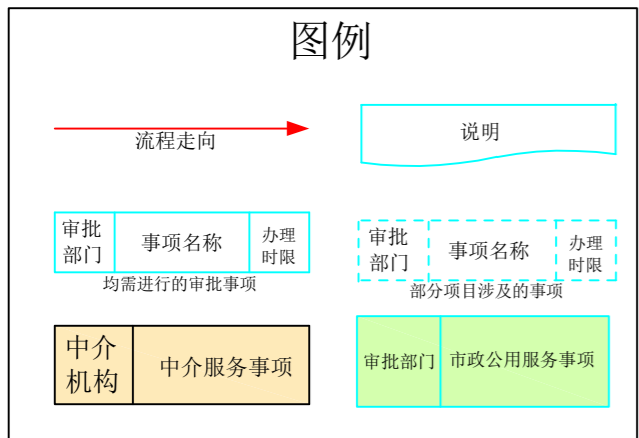 图例
流程走向
说明
审批
部门
事项名称
办理
时限
均需进行的审批事项
审批
部门
事项名称
办理
时限
部分项目涉及的事项
中介
机构
中介服务事项
审批部门
市政公用服务事项